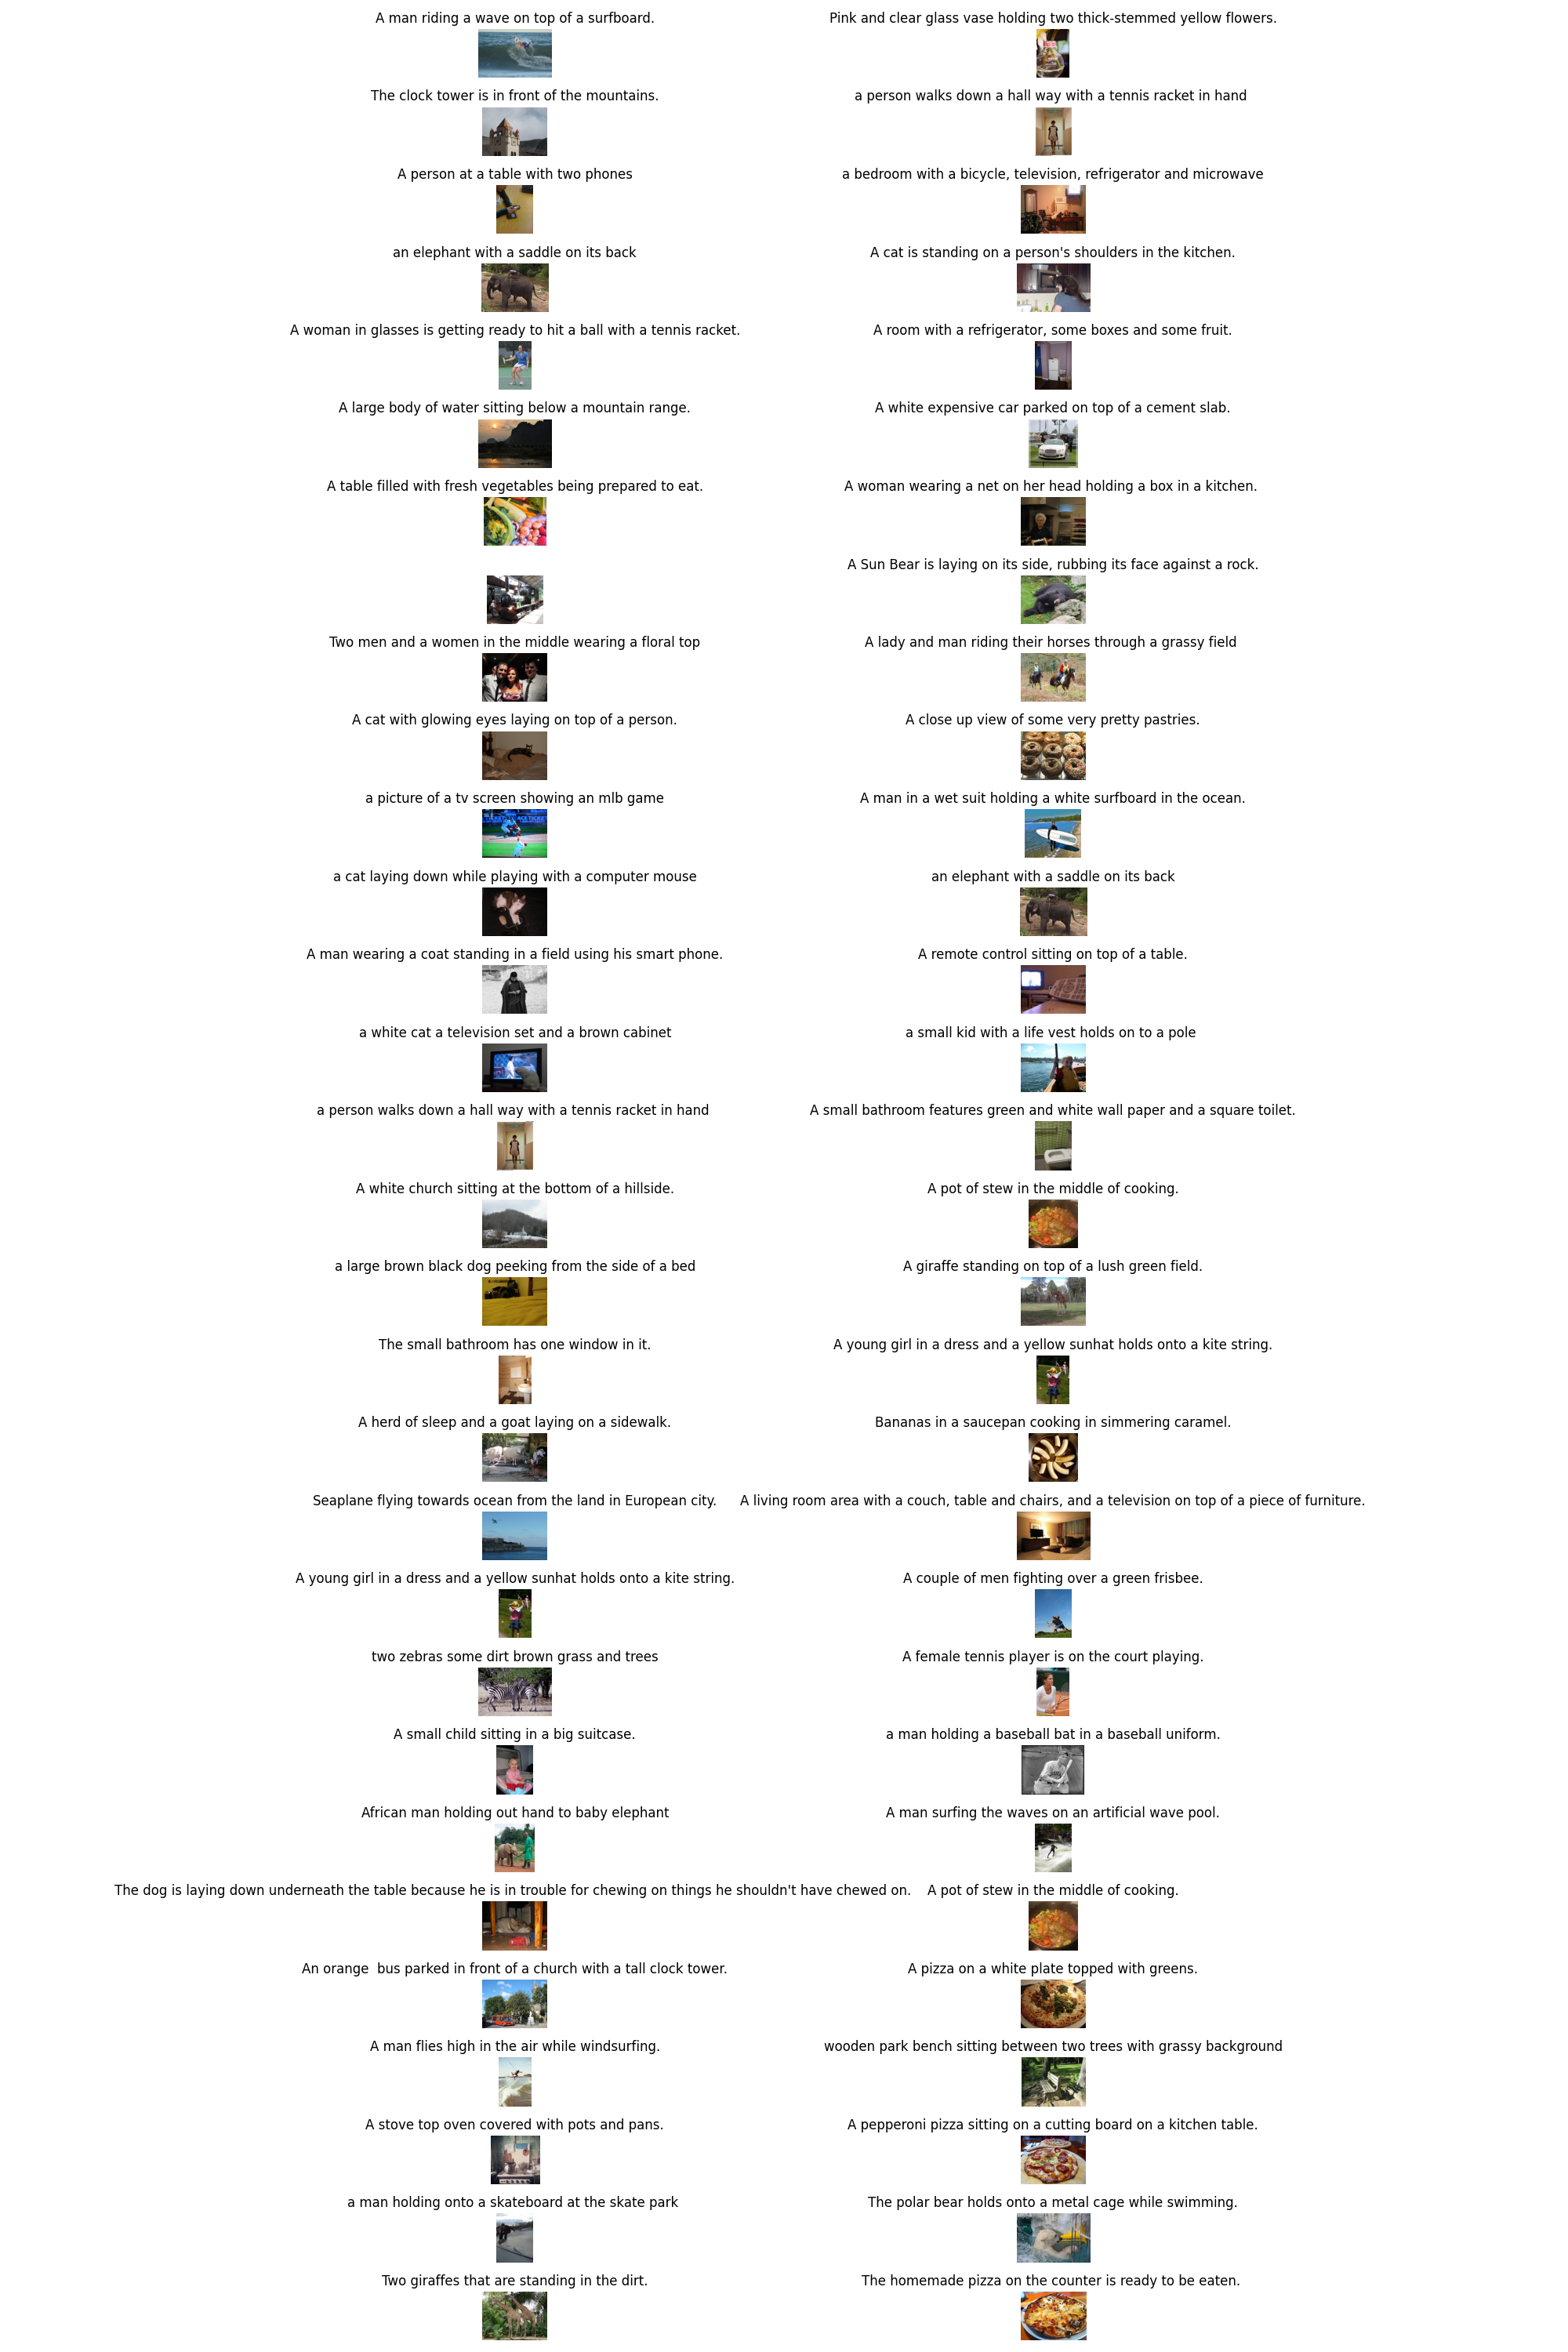 A man riding a wave on top of a surfboard.
Pink and clear glass vase holding two thick-stemmed yellow flowers.
The clock tower is in front of the mountains.
a person walks down a hall way with a tennis racket in hand
A person at a table with two phones
a bedroom with a bicycle, television, refrigerator and microwave
an elephant with a saddle on its back
A cat is standing on a person's shoulders in the kitchen.
A woman in glasses is getting ready to hit a ball with a tennis racket.
A room with a refrigerator, some boxes and some fruit.
A large body of water sitting below a mountain range.
A white expensive car parked on top of a cement slab.
A table filled with fresh vegetables being prepared to eat.
A woman wearing a net on her head holding a box in a kitchen.
A Sun Bear is laying on its side, rubbing its face against a rock.
Two men and a women in the middle wearing a floral top
A lady and man riding their horses through a grassy field
A cat with glowing eyes laying on top of a person.
A close up view of some very pretty pastries.
a picture of a tv screen showing an mlb game
A man in a wet suit holding a white surfboard in the ocean.
a cat laying down while playing with a computer mouse
an elephant with a saddle on its back
A man wearing a coat standing in a field using his smart phone.
A remote control sitting on top of a table.
a white cat a television set and a brown cabinet
a small kid with a life vest holds on to a pole
a person walks down a hall way with a tennis racket in hand
A small bathroom features green and white wall paper and a square toilet.
A white church sitting at the bottom of a hillside.
A pot of stew in the middle of cooking.
a large brown black dog peeking from the side of a bed
A giraffe standing on top of a lush green field.
The small bathroom has one window in it.
A young girl in a dress and a yellow sunhat holds onto a kite string.
A herd of sleep and a goat laying on a sidewalk.
Bananas in a saucepan cooking in simmering caramel.
Seaplane flying towards ocean from the land in European city.
A living room area with a couch, table and chairs, and a television on top of a piece of furniture.
A young girl in a dress and a yellow sunhat holds onto a kite string.
A couple of men fighting over a green frisbee.
two zebras some dirt brown grass and trees
A female tennis player is on the court playing.
A small child sitting in a big suitcase.
a man holding a baseball bat in a baseball uniform.
African man holding out hand to baby elephant
A man surfing the waves on an artificial wave pool.
The dog is laying down underneath the table because he is in trouble for chewing on things he shouldn't have chewed on.
A pot of stew in the middle of cooking.
An orange  bus parked in front of a church with a tall clock tower.
A pizza on a white plate topped with greens.
A man flies high in the air while windsurfing.
wooden park bench sitting between two trees with grassy background
A stove top oven covered with pots and pans.
A pepperoni pizza sitting on a cutting board on a kitchen table.
a man holding onto a skateboard at the skate park
The polar bear holds onto a metal cage while swimming.
Two giraffes that are standing in the dirt.
The homemade pizza on the counter is ready to be eaten.